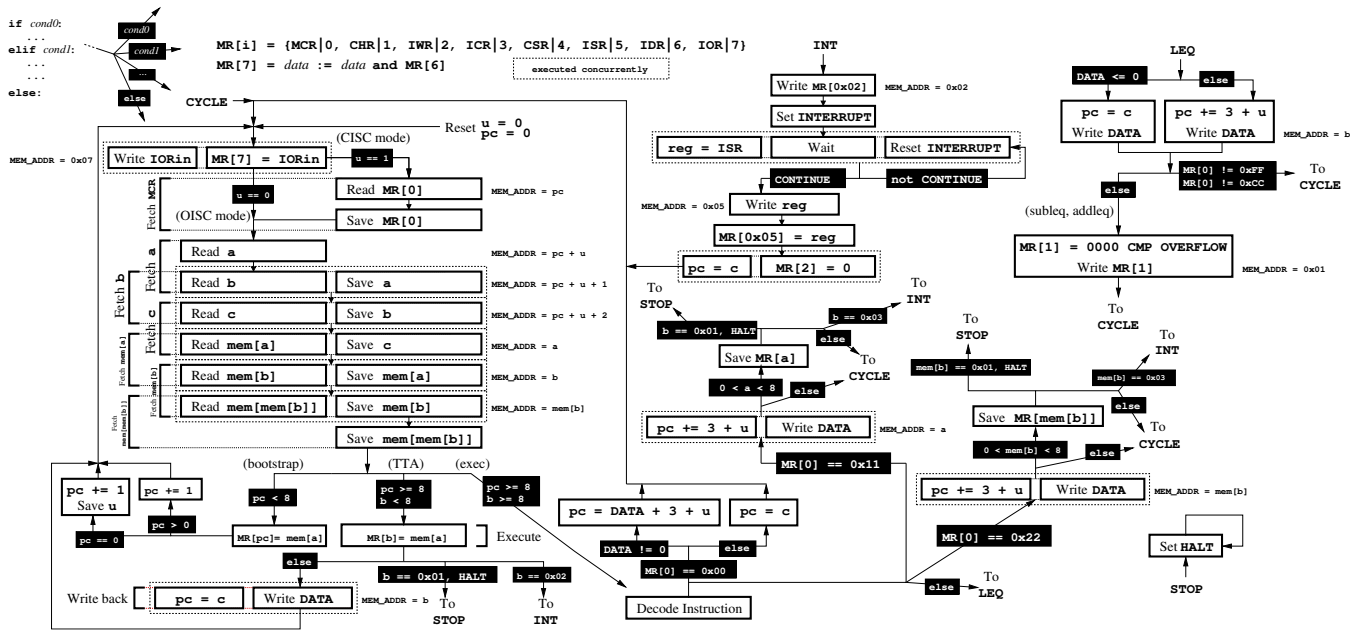 if cond0:
...
elif cond1:
...
...
else:
cond0
cond1
...
else
MR[i] = {MCR|0, CHR|1, IWR|2, ICR|3, CSR|4, ISR|5, IDR|6, IOR|7}
MR[7] = data := data and MR[6]
executed concurrently
CYCLE
Reset u = 0
pc = 0
(CISC mode)
MEM_ADDR = 0x07
Write IORin
MR[7] = IORin
u == 1
u == 0
Fetch MCR
Read MR[0]
MEM_ADDR = pc
(OISC mode)
Save MR[0]
Fetch a
Read a
MEM_ADDR = pc + u
Fetch b
Read b
Save a
MEM_ADDR = pc + u + 1
Fetch c
Read c
Save b
MEM_ADDR = pc + u + 2
Fetch mem[a]
Read mem[a]
Save c
MEM_ADDR = a
Fetch mem[b]
Read mem[b]
Save mem[a]
MEM_ADDR = b
Fetch
mem[mem[b]]
Read mem[mem[b]]
Save mem[b]
MEM_ADDR = mem[b]
Save mem[mem[b]]
(bootstrap)
(TTA)
(exec)
pc += 1
Save u
pc += 1
pc < 8
pc >= 8
b < 8
pc >= 8
b >= 8
pc == 0
pc > 0
MR[pc]= mem[a]
MR[b]= mem[a]
Execute
else
b == 0x01, HALT
b == 0x02
Write back
pc = c
Write DATA
MEM_ADDR = b
To
STOP
To
INT
INT
Write MR[0x02]
MEM_ADDR = 0x02
Set INTERRUPT
reg = ISR
Wait
Reset INTERRUPT
CONTINUE
not CONTINUE
MEM_ADDR = 0x05
Write reg
MR[0x05] = reg
pc = c
MR[2] = 0
To
STOP
To
INT
b == 0x01, HALT
b == 0x03
else
Save MR[a]
To
CYCLE
0 < a < 8
else
pc += 3 + u
Write DATA
MEM_ADDR = a
MR[0] == 0x11
pc = DATA + 3 + u
pc = c
DATA != 0
else
MR[0] == 0x00
Decode Instruction
else
To
LEQ
MR[0] == 0x22
LEQ
DATA <= 0
else
pc = c
Write DATA
pc += 3 + u
Write DATA
MEM_ADDR = b
MR[0] != 0xFF
MR[0] != 0xCC
To
CYCLE
else
(subleq, addleq)
MR[1] = 0000 CMP OVERFLOW
Write MR[1]
MEM_ADDR = 0x01
To
CYCLE
To
STOP
To
INT
mem[b] == 0x01, HALT
mem[b] == 0x03
Save MR[mem[b]]
else
To
CYCLE
0 < mem[b] < 8
else
pc += 3 + u
Write DATA
MEM_ADDR = mem[b]
Set HALT
STOP